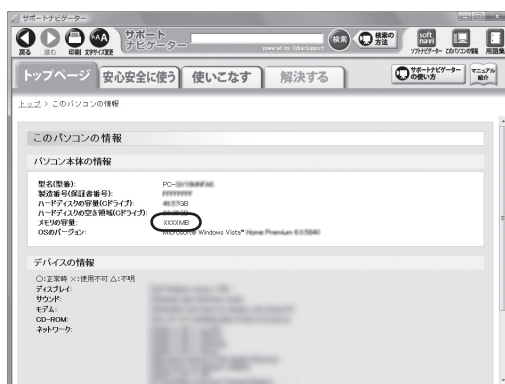 サポートナビゲーター
戻る
進む
印刷
文字サイズ変更
AAA
サポート
ナビゲーター
powered by CyberSupport
検索
検索の
方法
soft
navi
ソフトナビゲーター
このパソコンの情報
用語集
トップページ
安心安全に使う
使いこなす
解決する
サポートナビゲーター
の使い方
マニュアル
紹介
トップ > このパソコンの情報
このパソコンの情報
パソコン本体の情報
型名(型番): PC-
製造番号(保証書番号):
ハードディスクの容量(Cドライブ): GB
ハードディスクの空き領域(Cドライブ):
メモリの容量: XXXXMB
OSのバージョン: Microsoft® Windows Vista™ Home Premium
デバイスの情報
○:正常時 ×:使用不可 △:不明
ディスプレイ:
サウンド:
モデム:
CD-ROM:
ネットワーク: